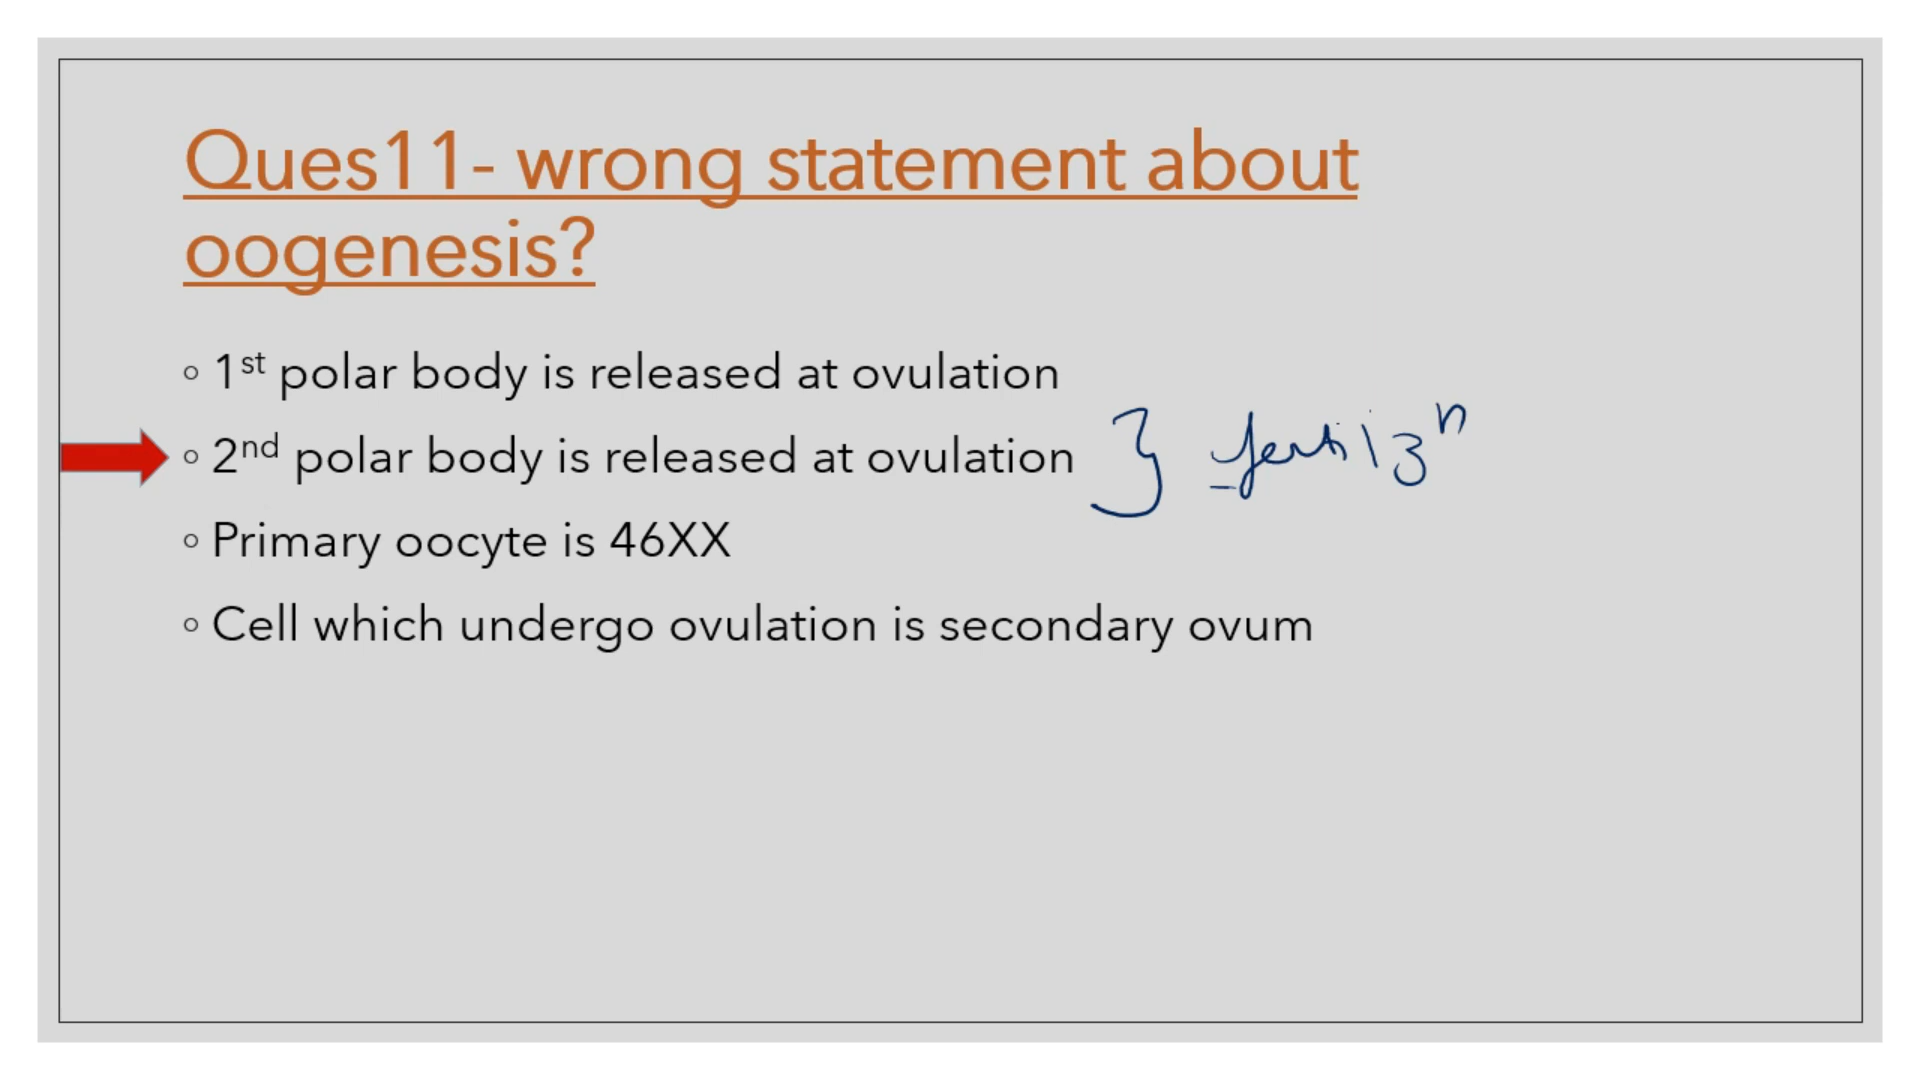 Ques11- wrong statement about
oogenesis?
◦ 1st polar body is released at ovulation
◦ 2nd polar body is released at ovulation } fertilizⁿ
◦ Primary oocyte is 46XX
◦ Cell which undergo ovulation is secondary ovum